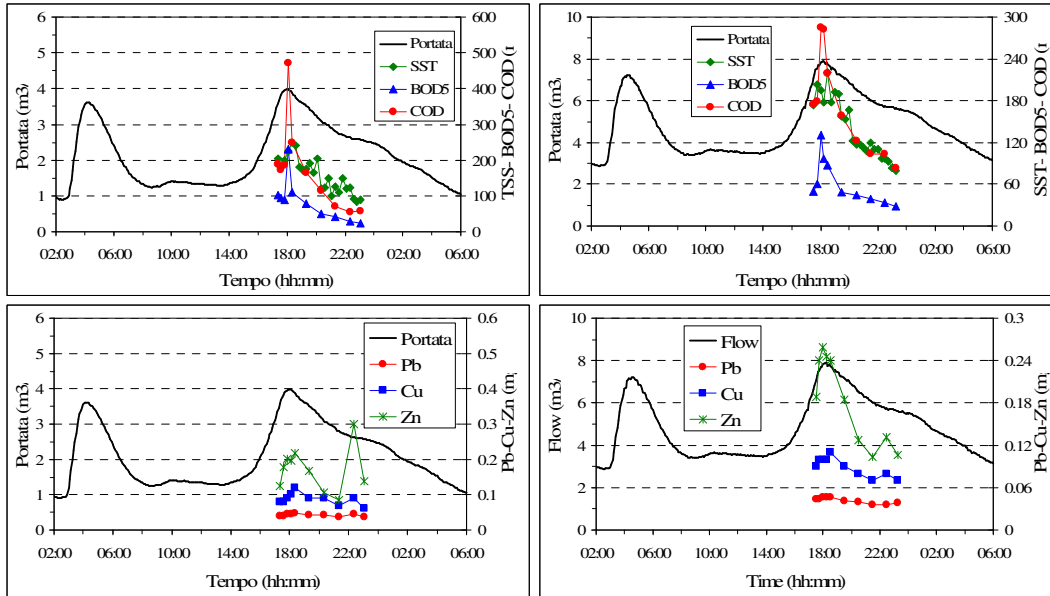 6 600
5 500
4 400
3 300
2 200
1 100
0 0
Portata (m3/
TSS- BOD5- COD (
Portata
SST
BOD5
COD
02:00 06:00 10:00 14:00 18:00 22:00 02:00 06:00
Tempo (hh:mm)
10 300
8 240
6 180
4 120
2 60
0 0
Portata (m3/
SST- BOD5- COD (
Portata
SST
BOD5
COD
02:00 06:00 10:00 14:00 18:00 22:00 02:00 06:00
Tempo (hh:mm)
6 0.6
5 0.5
4 0.4
3 0.3
2 0.2
1 0.1
0 0
Portata (m3/
Pb-Cu-Zn (m
Portata
Pb
Cu
Zn
02:00 06:00 10:00 14:00 18:00 22:00 02:00 06:00
Tempo (hh:mm)
10 0.3
8 0.24
6 0.18
4 0.12
2 0.06
0 0
Flow (m3/
Pb-Cu-Zn (m
Flow
Pb
Cu
Zn
02:00 06:00 10:00 14:00 18:00 22:00 02:00 06:00
Time (hh:mm)